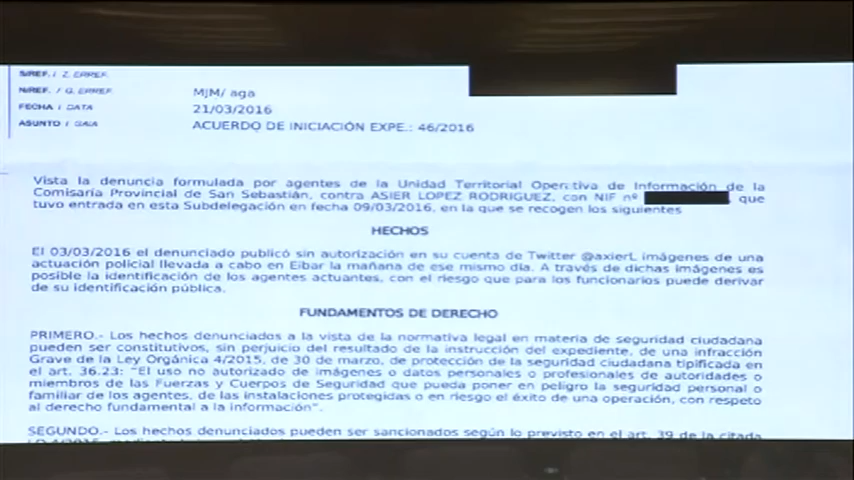 S/REF. / Z. ERREF.
N/REF. / G. ERREF. MJM/ aga
FECHA / DATA 21/03/2016
ASUNTO / GAIA ACUERDO DE INICIACIÓN EXPE.: 46/2016
Vista la denuncia formulada por agentes de la Unidad Territorial Operativa de Información de la
Comisaría Provincial de San Sebastián, contra ASIER LOPEZ RODRIGUEZ, con NIF nº , que
tuvo entrada en esta Subdelegación en fecha 09/03/2016, en la que se recogen los siguientes
HECHOS
El 03/03/2016 el denunciado publicó sin autorización en su cuenta de Twitter @axierL imágenes de una
actuación policial llevada a cabo en Eibar la mañana de ese mismo día. A través de dichas imágenes es
posible la identificación de los agentes actuantes, con el riesgo que para los funcionarios puede derivar
de su identificación pública.
FUNDAMENTOS DE DERECHO
PRIMERO.- Los hechos denunciados a la vista de la normativa legal en materia de seguridad ciudadana
pueden ser constitutivos, sin perjuicio del resultado de la instrucción del expediente, de una infracción
Grave de la Ley Orgánica 4/2015, de 30 de marzo, de protección de la seguridad ciudadana tipificada en
el art. 36.23: "El uso no autorizado de imágenes o datos personales o profesionales de autoridades o
miembros de las Fuerzas y Cuerpos de Seguridad que pueda poner en peligro la seguridad personal o
familiar de los agentes, de las instalaciones protegidas o en riesgo el éxito de una operación, con respeto
al derecho fundamental a la información".
SEGUNDO.- Los hechos denunciados pueden ser sancionados según lo previsto en el art. 39 de la citada